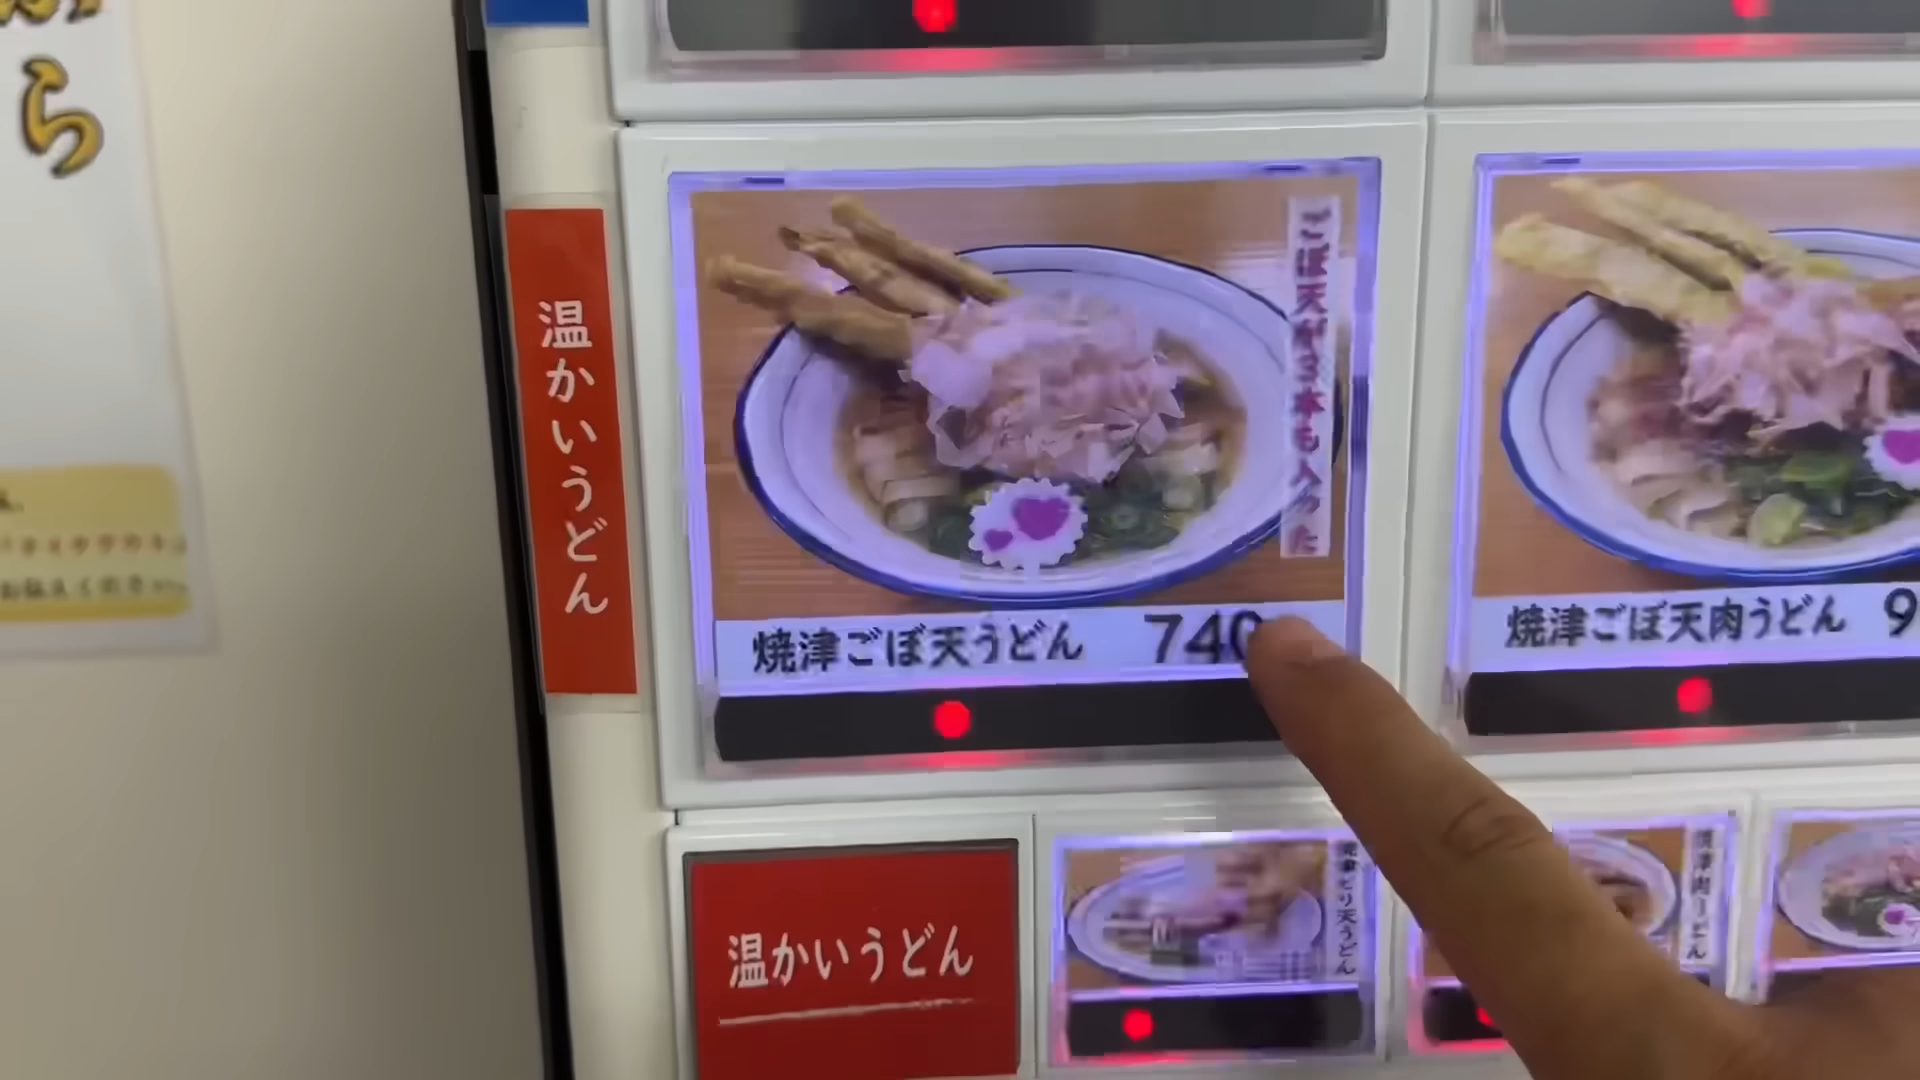 ら
温かいうどん
ごぼ天が3本も入った
焼津ごぼ天うどん 740
焼津ごぼ天肉うどん 9
温かいうどん
焼津とり天うどん
焼津肉うどん